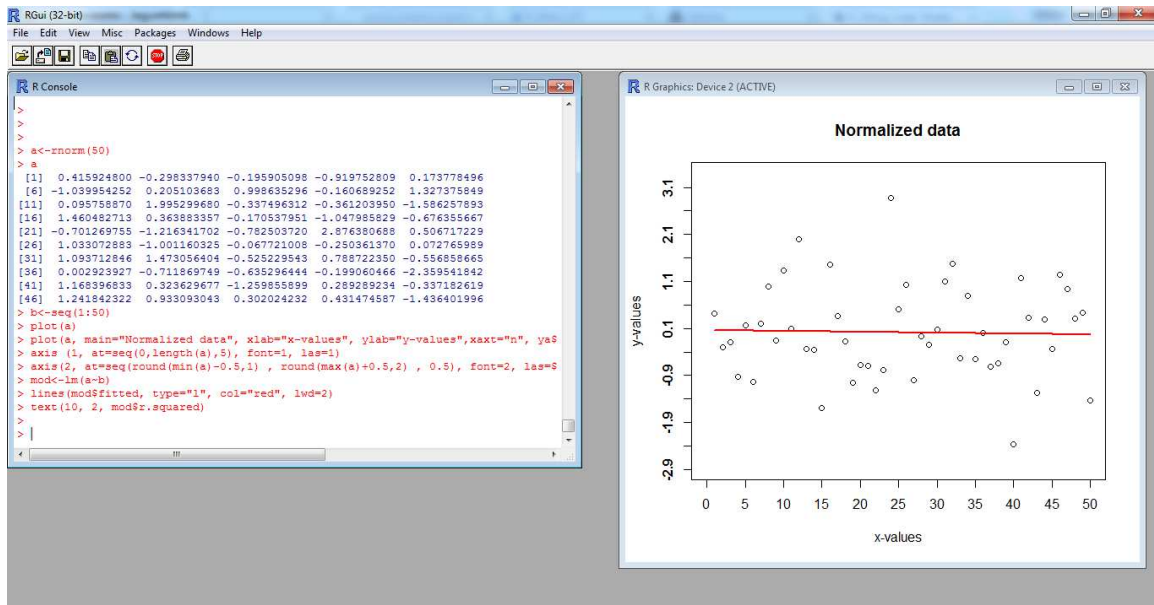 RGui (32-bit)
File Edit View Misc Packages Windows Help
STOP
R Console
>
>
>
> a<-rnorm(50)
> a
[1] 0.415924800 -0.298337940 -0.195905098 -0.919752809 0.173778496
[6] -1.039954252 0.205103683 0.998635296 -0.160689252 1.327375849
[11] 0.095758870 1.995299680 -0.337496312 -0.361203950 -1.586257893
[16] 1.460482713 0.363883357 -0.170537951 -1.047985829 -0.676355667
[21] -0.701269755 -1.216341702 -0.782503720 2.876380688 0.506717229
[26] 1.033072883 -1.001160325 -0.067721008 -0.250361370 0.072765989
[31] 1.093712846 1.473056404 -0.525229543 0.788722350 -0.556858665
[36] 0.002923927 -0.711869749 -0.635296444 -0.199060466 -2.359541842
[41] 1.168396833 0.323629677 -1.259855899 0.289289234 -0.337182619
[46] 1.241842322 0.933093043 0.302024232 0.431474587 -1.436401996
> b<-seq(1:50)
> plot(a)
> plot(a, main="Normalized data", xlab="x-values", ylab="y-values",xaxt="n", ya$
> axis (1, at=seq(0,length(a),5), font=1, las=1)
> axis(2, at=seq(round(min(a)-0.5,1) , round(max(a)+0.5,2) , 0.5), font=2, las=$
> mod<-lm(a~b)
> lines(mod$fitted, type="l", col="red", lwd=2)
> text(10, 2, mod$r.squared)
>
>
R Graphics: Device 2 (ACTIVE)
Normalized data
y-values
3.1
2.1
1.1
0.1
-0.9
-1.9
-2.9
0 5 10 15 20 25 30 35 40 45 50
x-values